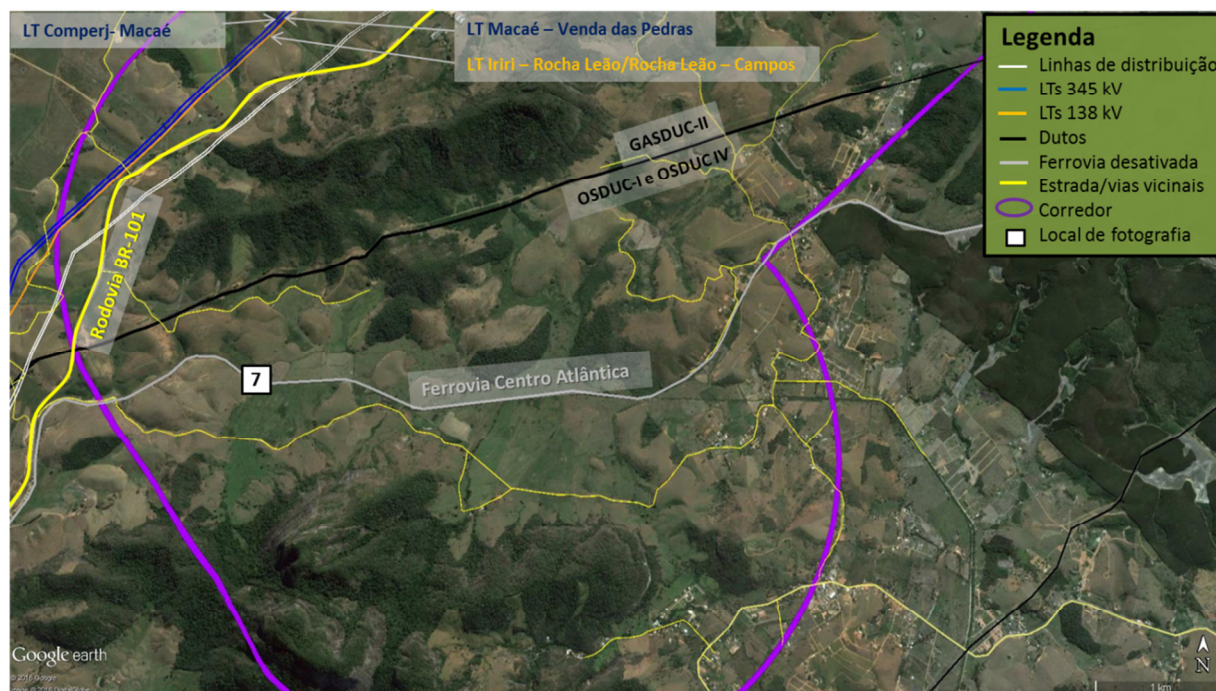 LT Comperj- Macaé
LT Macaé – Venda das Pedras
LT Iriri – Rocha Leão/Rocha Leão – Campos
Legenda
Linhas de distribuição
LTs 345 kV
LTs 138 kV
Dutos
Ferrovia desativada
Estrada/vias vicinais
Corredor
Local de fotografia
GASDUC-II
OSDUC-I e OSDUC IV
Rodovia BR-101
7
Ferrovia Centro Atlântica
Google earth
© 2016 Google
N
1 km